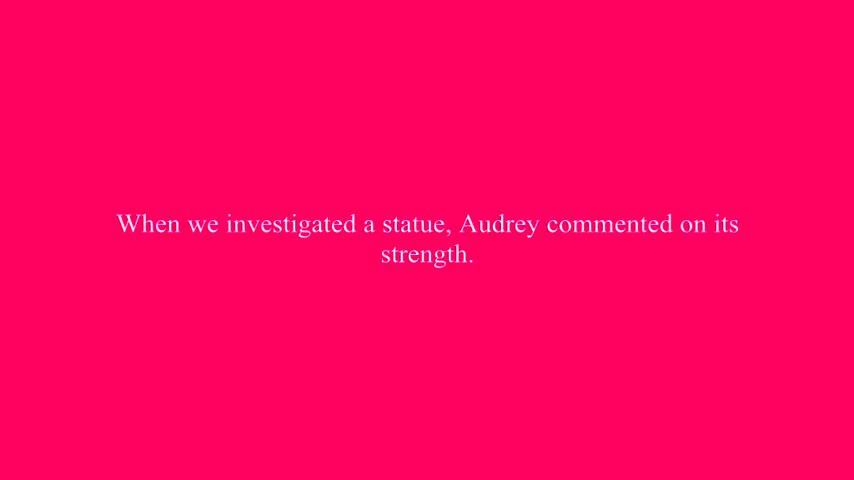 When we investigated a statue, Audrey commented on its
strength.